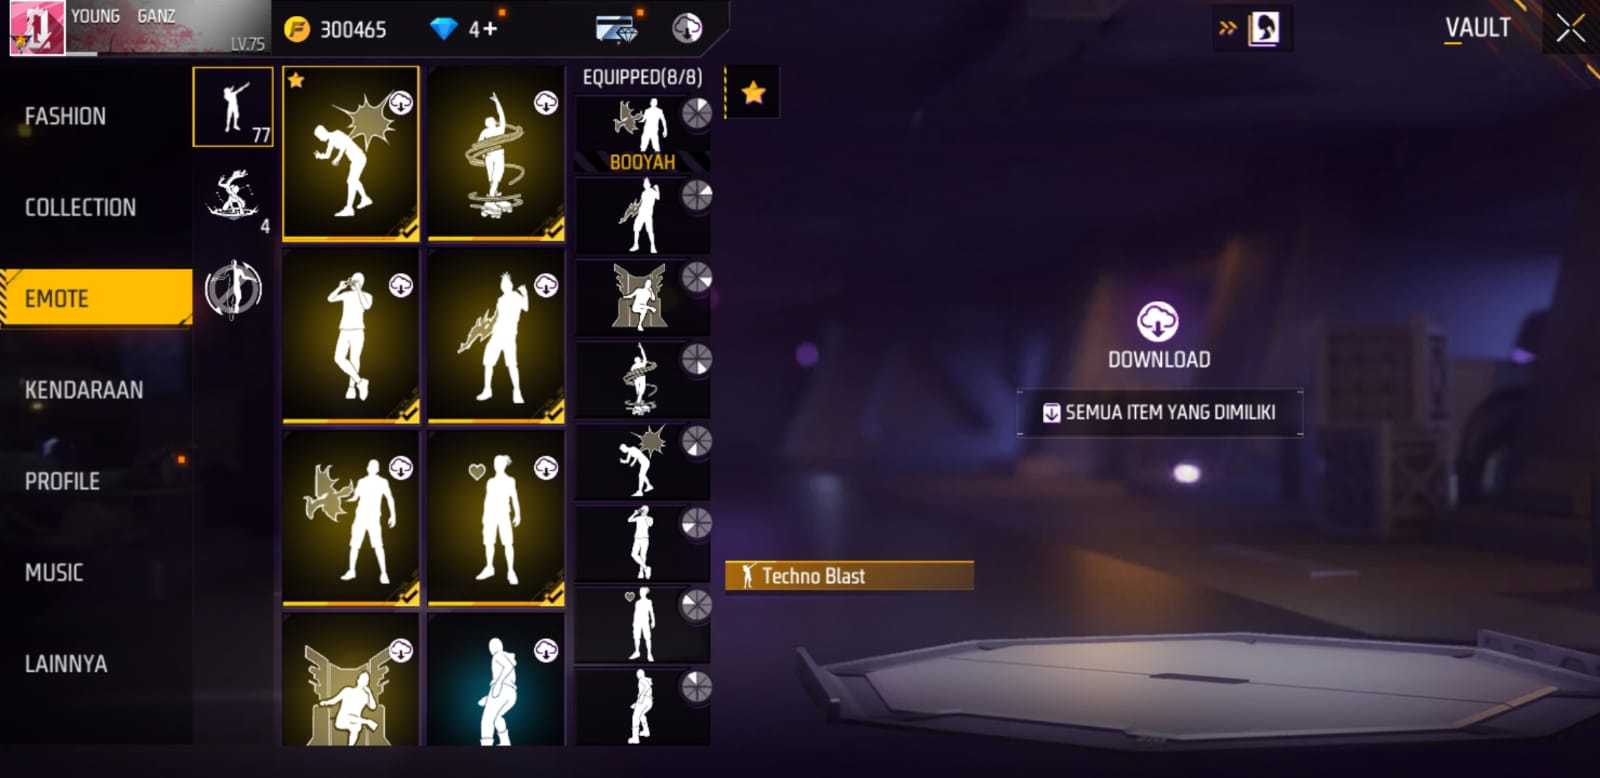 YOUNG GANZ
LV.75
300465
4+
VAULT
FASHION
COLLECTION
EMOTE
KENDARAAN
PROFILE
MUSIC
LAINNYA
77
4
EQUIPPED(8/8)
BOOYAH
DOWNLOAD
SEMUA ITEM YANG DIMILIKI
Techno Blast